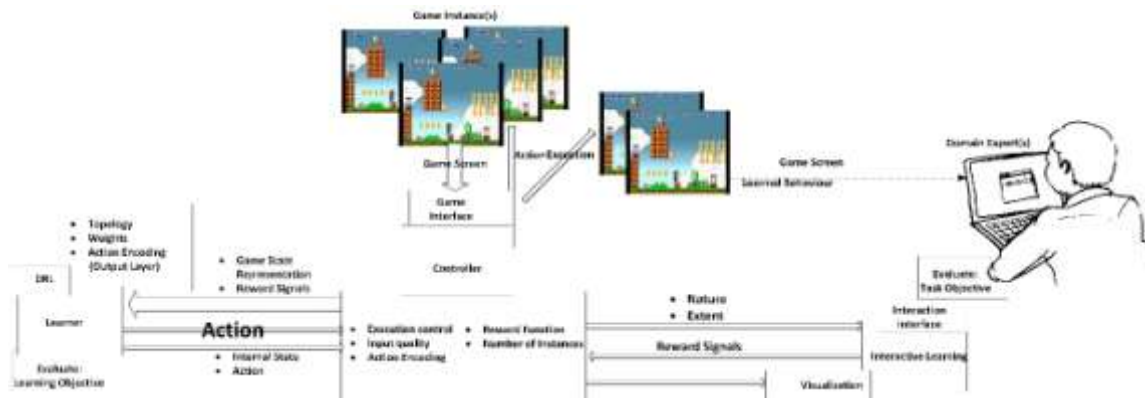 Game Instance(s)
Game Screen
Action Execution
Game
Interface
Game Screen
Learned Behaviour
Domain Expert(s)
• Topology
• Weights
• Action Encoding
(Output Layer)
DRL
Learner
Evaluate:
Learning Objective
• Game State
Representation
• Reward Signals
Action
• Internal State
• Action
Controller
• Execution control
• Input quality
• Action Encoding
• Reward Function
• Number of Instances
• Nature
• Extent
Reward Signals
Visualisation
Evaluate:
Task Objective
Interaction
Interface
Interactive Learning